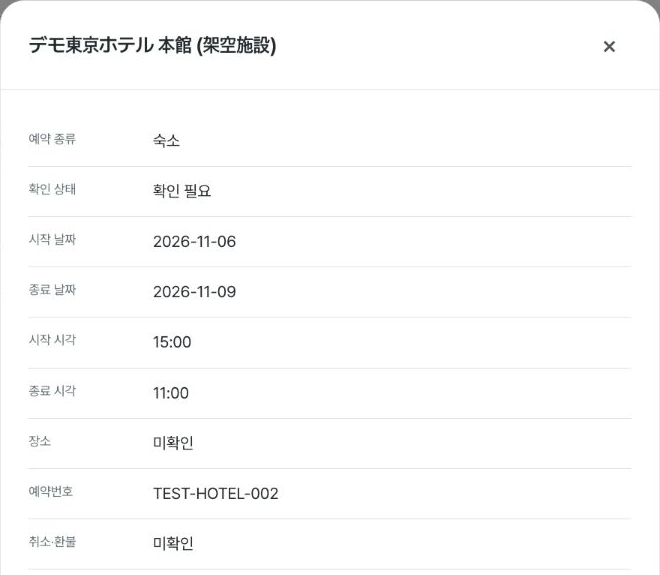 デモ東京ホテル 本館 (架空施設)
예약 종류 숙소
확인 상태 확인 필요
시작 날짜 2026-11-06
종료 날짜 2026-11-09
시작 시각 15:00
종료 시각 11:00
장소 미확인
예약번호 TEST-HOTEL-002
취소·환불 미확인